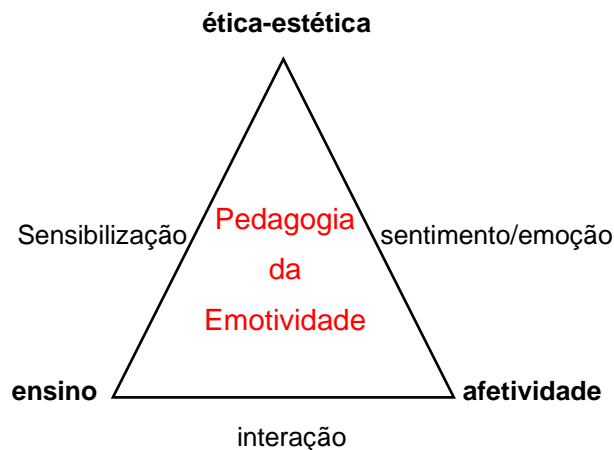 ética-estética
Pedagogia
Sensibilização
sentimento/emoção
da
Emotividade
ensino
afetividade
interação